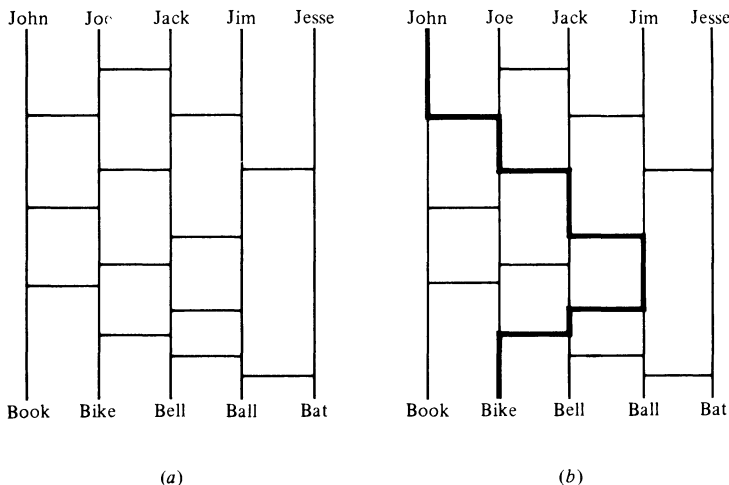 John Joe Jack Jim Jesse
Book Bike Bell Ball Bat
(a)
John Joe Jack Jim Jesse
Book Bike Bell Ball Bat
(b)